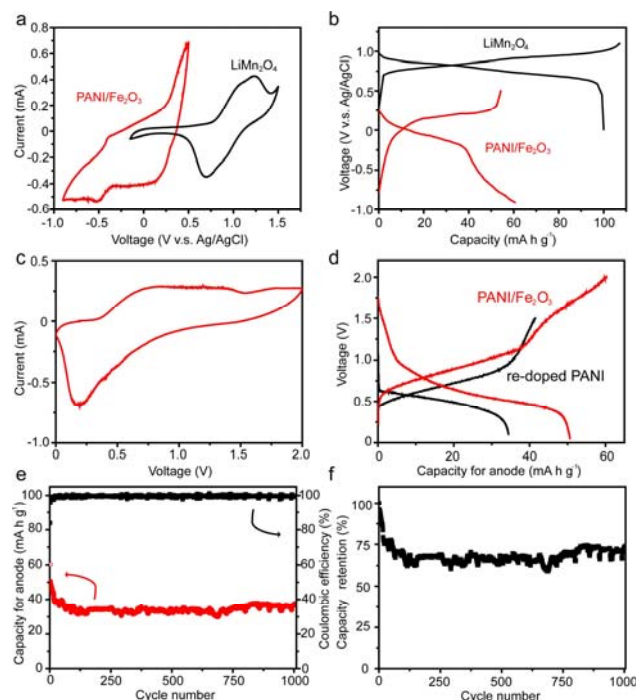 a
0.8
0.6
0.4
0.2
0
-0.2
-0.4
0.6
Current (mA)
PANI/Fe₂O₃
LiMn₂O₄
-1 -0.5 0 0.5 1 1.5
Voltage (V v.s. Ag/AgCl)
b
1.5
1.0
0.5
0
-0.5
-1.0
Voltage (V v.s. Ag/AgCl)
LiMn₂O₄
PANI/Fe₂O₃
0 20 40 60 80 100
Capacity (mA h g⁻¹)
c
0.5
0
-0.5
-1.0
Current (mA)
0 0.5 1.0 1.5 2.0
Voltage (V)
d
2.0
1.5
1.0
0.5
0
Voltage (V)
PANI/Fe₂O₃
re-doped PANI
0 20 40 60
Capacity for anode (mA h g⁻¹)
e
100
80
60
40
20
0
Capacity for anode (mA h g⁻¹)
100
80
60
40
20
0
Coulombic efficiency (%)
0 250 500 750 1000
Cycle number
f
100
75
50
25
0
Capacity retention (%)
0 250 500 750 1000
Cycle number